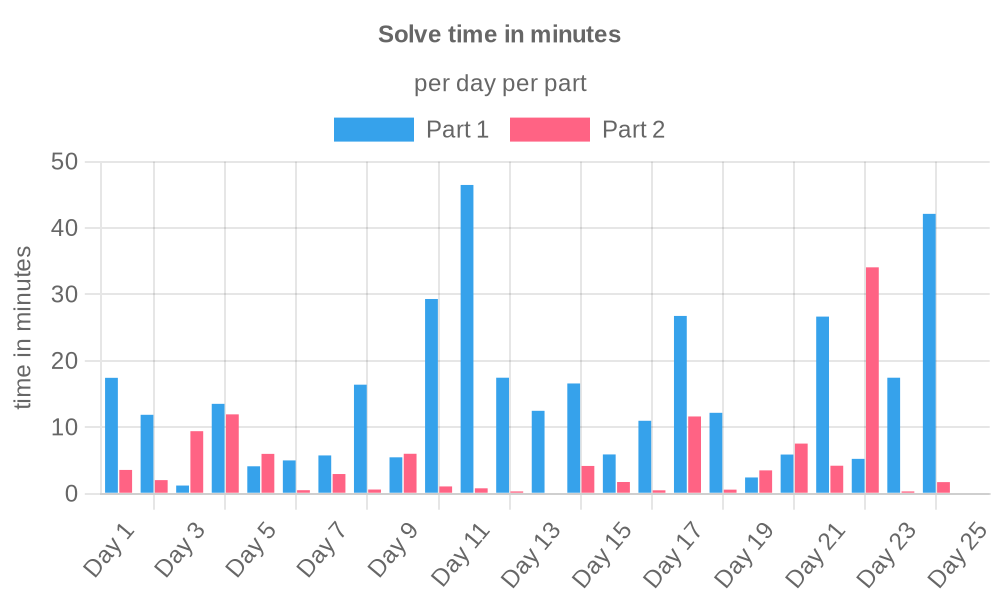 Solve time in minutes
per day per part
Part 1 Part 2
time in minutes
50
40
30
20
10
0
Day 1 Day 3 Day 5 Day 7 Day 9 Day 11 Day 13 Day 15 Day 17 Day 19 Day 21 Day 23 Day 25